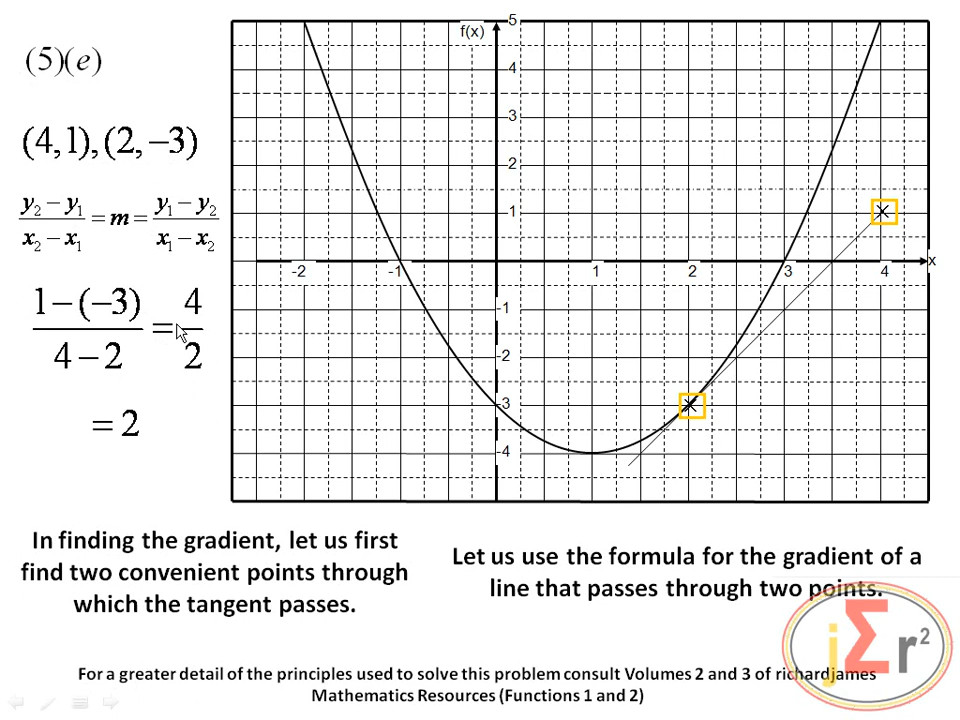 (5)(e)
(4,1),(2,−3)
y₂ − y₁ / x₂ − x₁ = m = y₁ − y₂ / x₁ − x₂
1−(−3) / 4−2 = 4 / 2
= 2
f(x)
5
4
3
2
1
-2 -1 1 2 3 4 x
-1
-2
-3
-4
In finding the gradient, let us first
find two convenient points through
which the tangent passes.
Let us use the formula for the gradient of a
line that passes through two points.
jΣr²
For a greater detail of the principles used to solve this problem consult Volumes 2 and 3 of richardjames
Mathematics Resources (Functions 1 and 2)